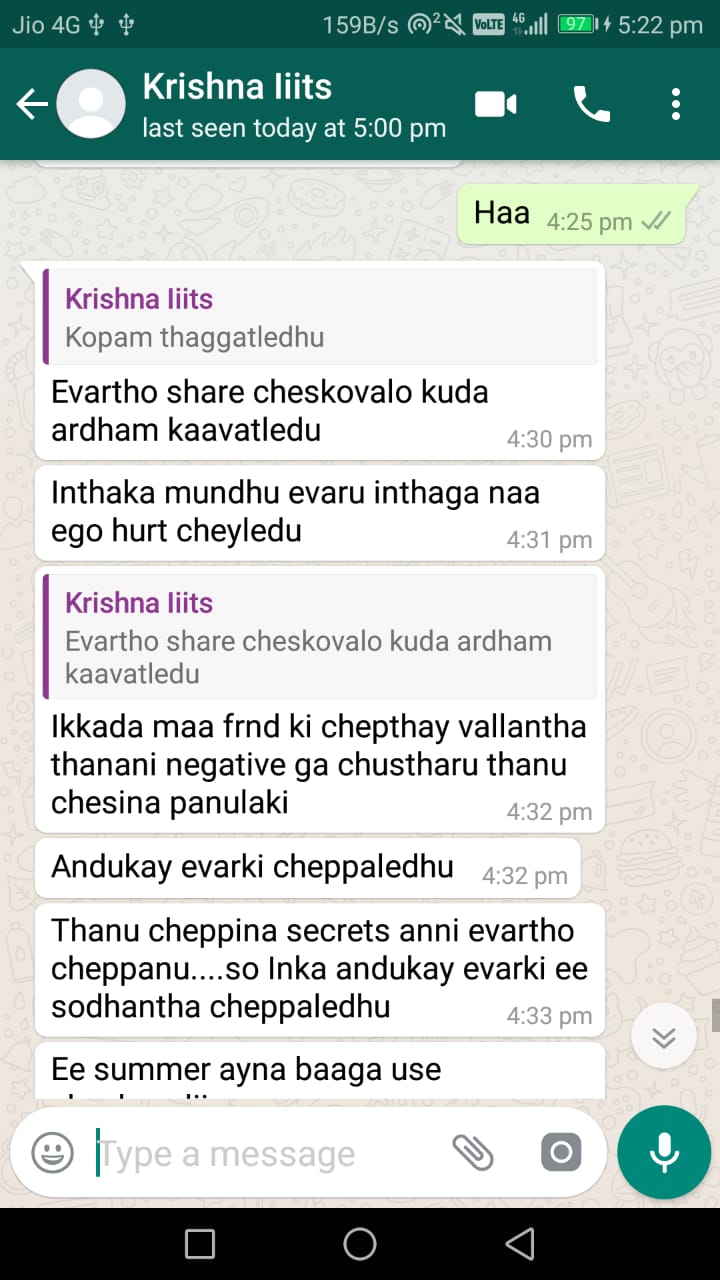 Jio 4G 159B/s 2 VoLTE 4G 97 5:22 pm
Krishna Iiits
last seen today at 5:00 pm
Haa 4:25 pm
Krishna Iiits
Kopam thaggatledhu
Evartho share cheskovalo kuda
ardham kaavatledu 4:30 pm
Inthaka mundhu evaru inthaga naa
ego hurt cheyledu 4:31 pm
Krishna Iiits
Evartho share cheskovalo kuda ardham
kaavatledu
Ikkada maa frnd ki chepthay vallantha
thanani negative ga chustharu thanu
chesina panulaki 4:32 pm
Andukay evarki cheppaledhu 4:32 pm
Thanu cheppina secrets anni evartho
cheppanu....so Inka andukay evarki ee
sodhantha cheppaledhu 4:33 pm
Ee summer ayna baaga use
Type a message